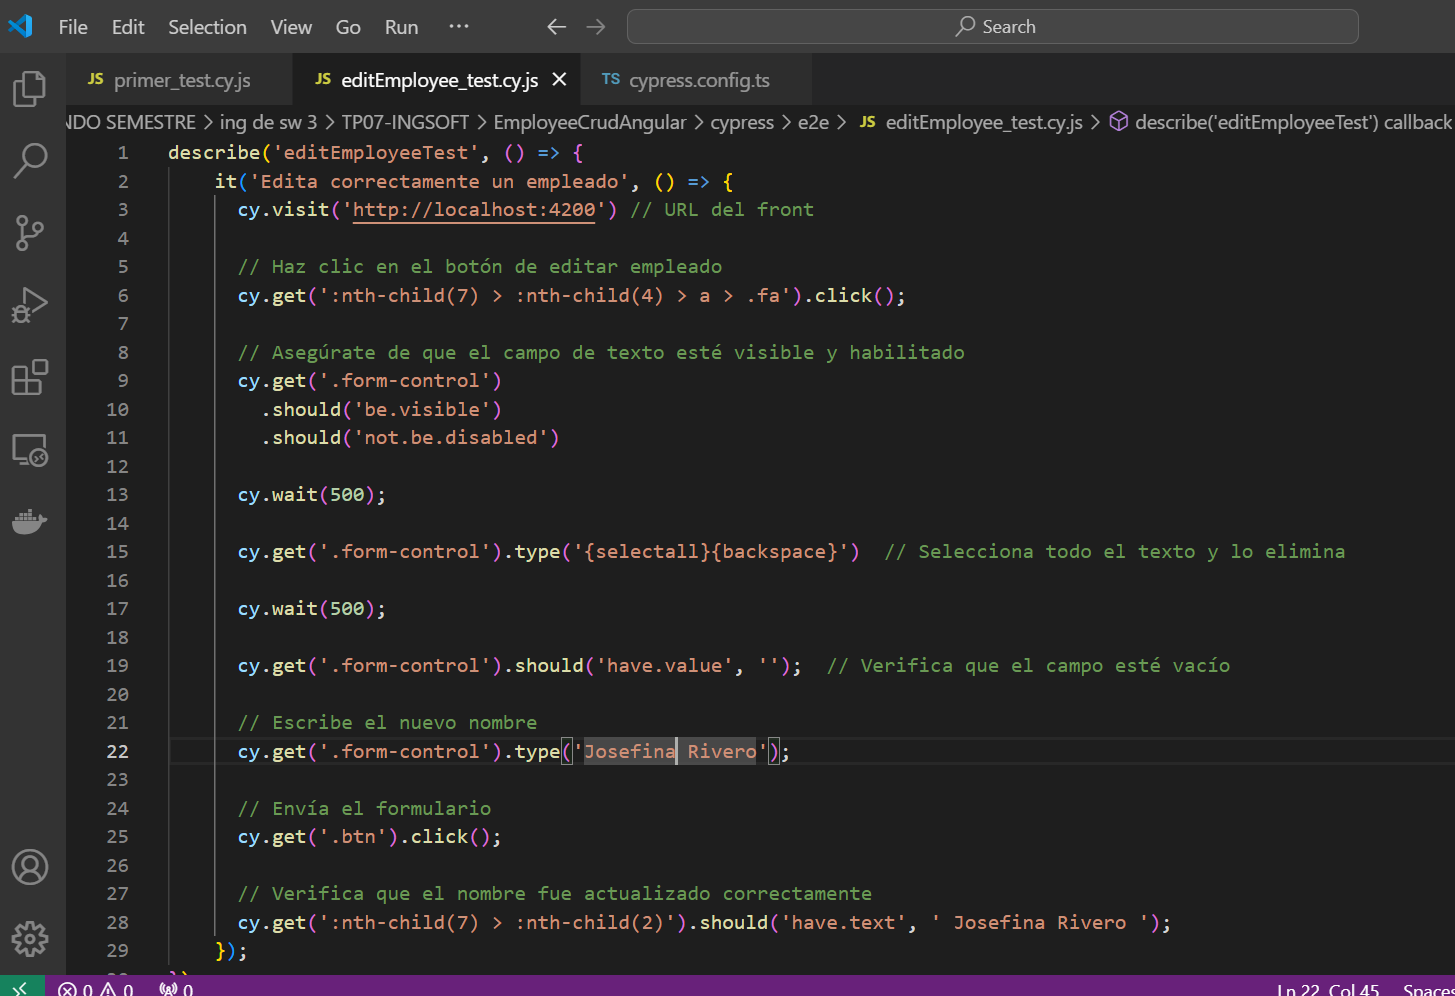 File Edit Selection View Go Run ··· Search
JS primer_test.cy.js JS editEmployee_test.cy.js TS cypress.config.ts
NDO SEMESTRE > ing de sw 3 > TP07-INGSOFT > EmployeeCrudAngular > cypress > e2e > JS editEmployee_test.cy.js > describe('editEmployeeTest') callback
1 describe('editEmployeeTest', () => {
2 it('Edita correctamente un empleado', () => {
3 cy.visit('http://localhost:4200') // URL del front
4
5 // Haz clic en el botón de editar empleado
6 cy.get(':nth-child(7) > :nth-child(4) > a > .fa').click();
7
8 // Asegúrate de que el campo de texto esté visible y habilitado
9 cy.get('.form-control')
10 .should('be.visible')
11 .should('not.be.disabled')
12
13 cy.wait(500);
14
15 cy.get('.form-control').type('{selectall}{backspace}') // Selecciona todo el texto y lo elimina
16
17 cy.wait(500);
18
19 cy.get('.form-control').should('have.value', ''); // Verifica que el campo esté vacío
20
21 // Escribe el nuevo nombre
22 cy.get('.form-control').type('Josefina Rivero');
23
24 // Envía el formulario
25 cy.get('.btn').click();
26
27 // Verifica que el nombre fue actualizado correctamente
28 cy.get(':nth-child(7) > :nth-child(2)').should('have.text', ' Josefina Rivero ');
29 });
0 0 0 Ln 22, Col 45 Spaces